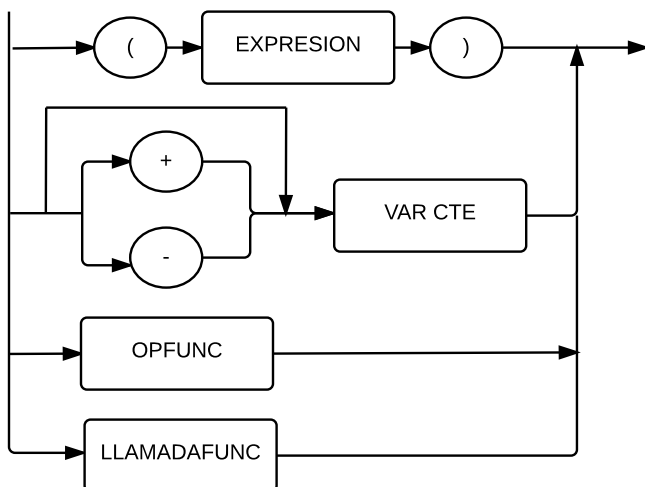 ( EXPRESION )
+
VAR CTE
-
OPFUNC
LLAMADAFUNC